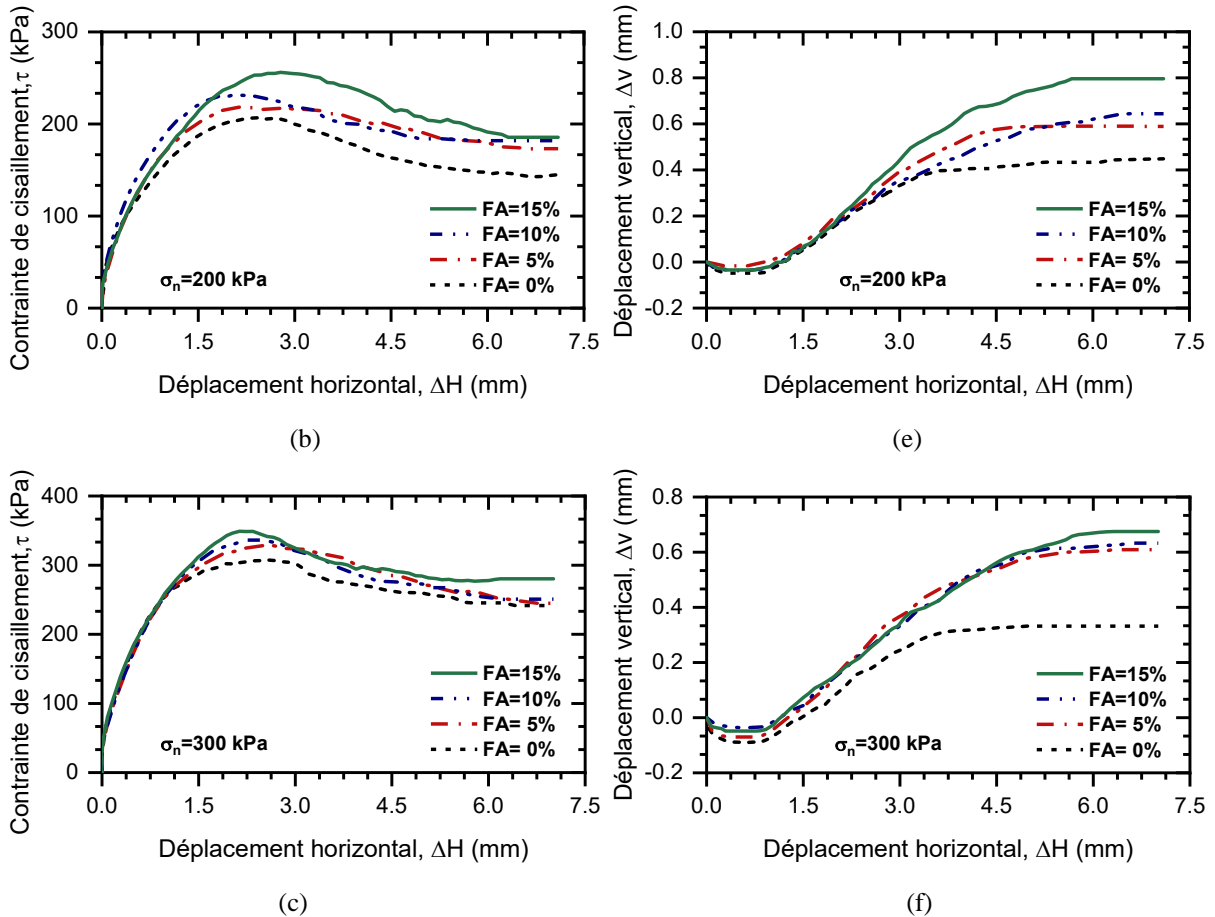 Contrainte de cisaillement,τ (kPa)
300
200
100
0
FA=15%
FA=10%
FA= 5%
FA= 0%
σn=200 kPa
0.0 1.5 3.0 4.5 6.0 7.5
Déplacement horizontal, ΔH (mm)
(b)
Déplacement vertical, Δv (mm)
1.0
0.8
0.6
0.4
0.2
0.0
-0.2
FA=15%
FA=10%
FA= 5%
FA= 0%
σn=200 kPa
0.0 1.5 3.0 4.5 6.0 7.5
Déplacement horizontal, ΔH (mm)
(e)
Contrainte de cisaillement,τ (kPa)
400
300
200
100
0
FA=15%
FA=10%
FA= 5%
FA= 0%
σn=300 kPa
0.0 1.5 3.0 4.5 6.0 7.5
Déplacement horizontal, ΔH (mm)
(c)
Déplacement vertical, Δv (mm)
0.8
0.6
0.4
0.2
0.0
-0.2
FA=15%
FA=10%
FA= 5%
FA= 0%
σn=300 kPa
0.0 1.5 3.0 4.5 6.0 7.5
Déplacement horizontal, ΔH (mm)
(f)